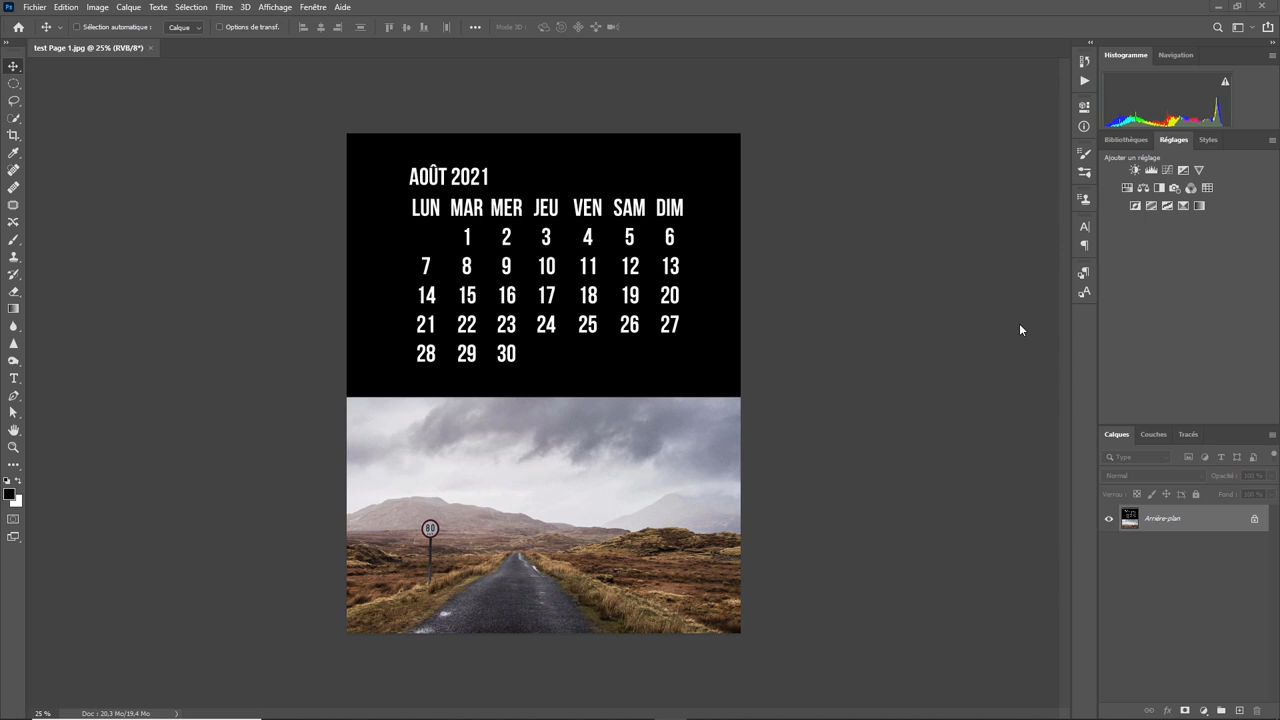 Ps Fichier Edition Image Calque Texte Sélection Filtre 3D Affichage Fenêtre Aide
Sélection automatique : Calque Options de transf. Mode 3D :
test Page 1.jpg @ 25% (RVB/8*) ×
Histogramme Navigation
Bibliothèques Réglages Styles
Ajouter un réglage
AOÛT 2021
LUN MAR MER JEU VEN SAM DIM
1 2 3 4 5 6
7 8 9 10 11 12 13
14 15 16 17 18 19 20
21 22 23 24 25 26 27
28 29 30
80
Calques Couches Tracés
Type
Normal Opacité : 100 %
Verrou : Fond : 100 %
Arrière-plan
25 % Doc : 20,3 Mo/19,4 Mo